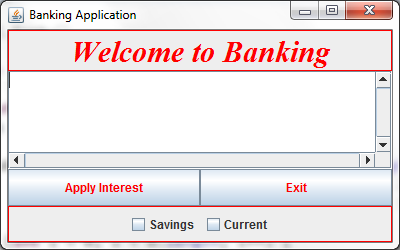 Banking Application
Welcome to Banking
Apply Interest Exit
Savings Current